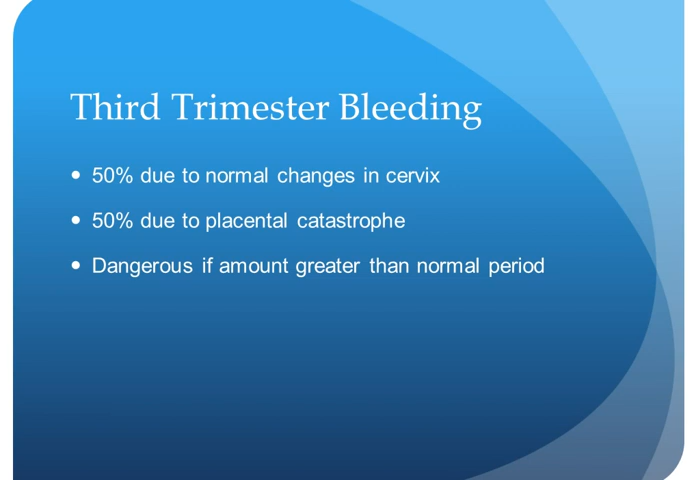 Third Trimester Bleeding
• 50% due to normal changes in cervix
• 50% due to placental catastrophe
• Dangerous if amount greater than normal period